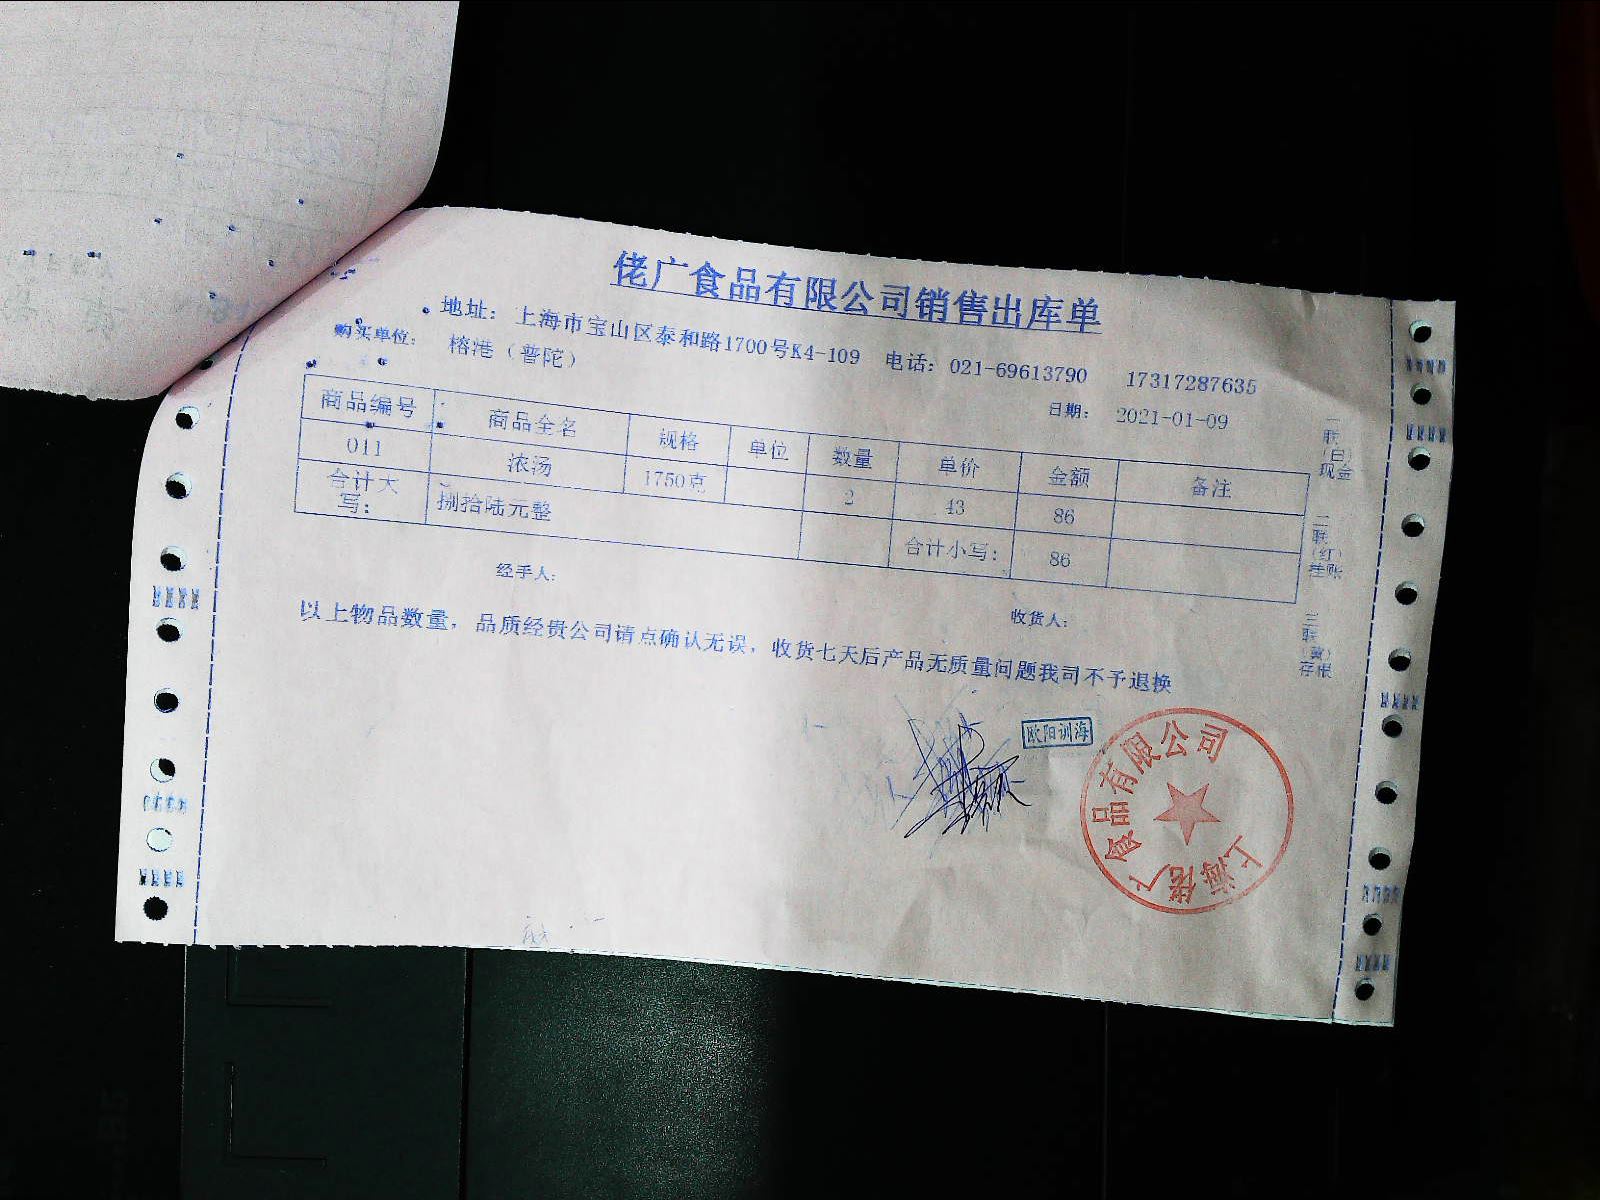 佬广食品有限公司销售出库单
地址：上海市宝山区泰和路1700号K4-109 电话：021-69613790 17317287635
购买单位： 榕港（普陀）
日期： 2021-01-09
商品编号 商品全名 规格 单位 数量 单价 金额 备注
011 浓汤 1750克 2 43 86
合计大写： 捌拾陆元整 合计小写： 86
经手人： 收货人：
以上物品数量，品质经贵公司请点确认无误，收货七天后产品无质量问题我司不予退换
一联（白）现金
二联（红）挂账
三联（黄）存根
欧阳训海
上海佬广食品有限公司